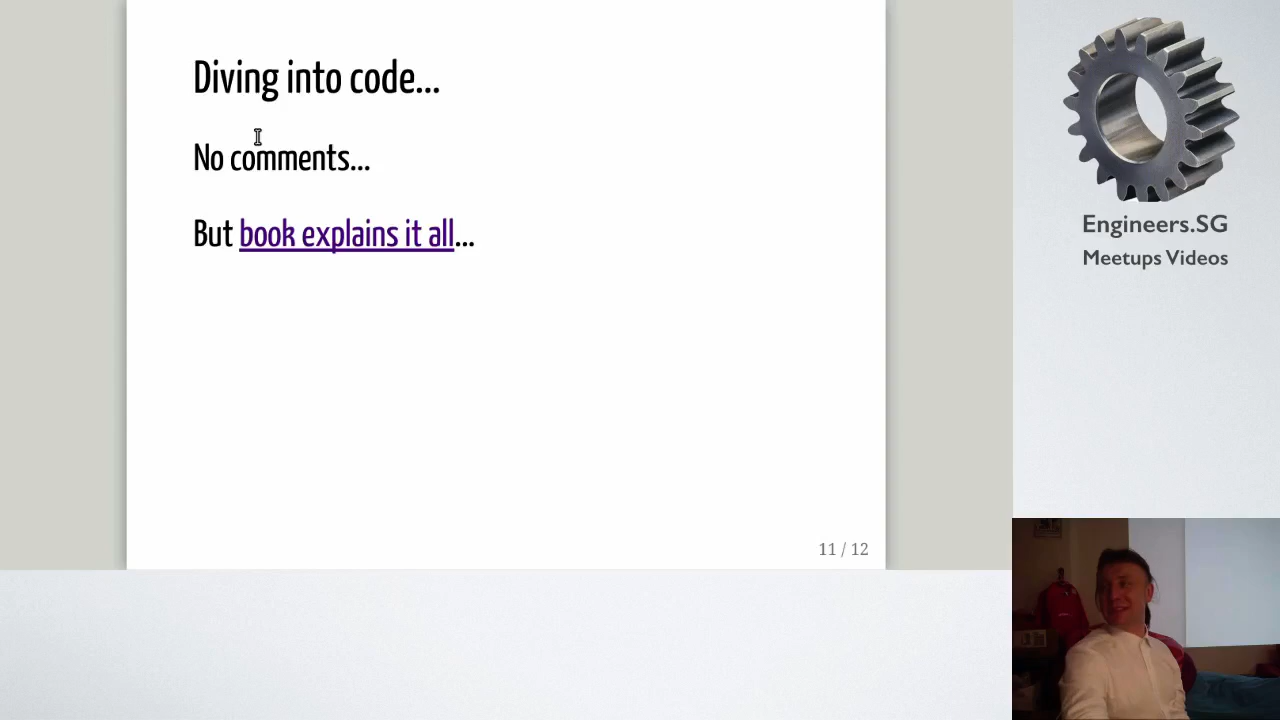 Diving into code...
No comments...
But book explains it all...
11 / 12
Engineers.SG
Meetups Videos